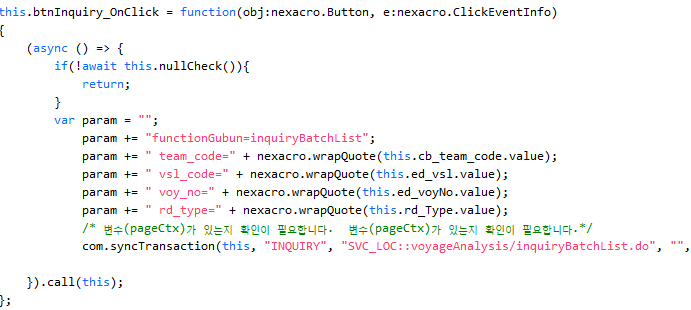 this.btnInquiry_OnClick = function(obj:nexacro.Button, e:nexacro.ClickEventInfo)
{
    (async () => {
        if(!await this.nullCheck()){
            return;
        }
        var param = "";
            param += "functionGubun=inquiryBatchList";
            param += " team_code=" + nexacro.wrapQuote(this.cb_team_code.value);
            param += " vsl_code=" + nexacro.wrapQuote(this.ed_vsl.value);
            param += " voy_no=" + nexacro.wrapQuote(this.ed_voyNo.value);
            param += " rd_type=" + nexacro.wrapQuote(this.rd_Type.value);
            /* 변수(pageCtx)가 있는지 확인이 필요합니다.  변수(pageCtx)가 있는지 확인이 필요합니다.*/
            com.syncTransaction(this, "INQUIRY", "SVC_LOC::voyageAnalysis/inquiryBatchList.do", "",
    }).call(this);
};